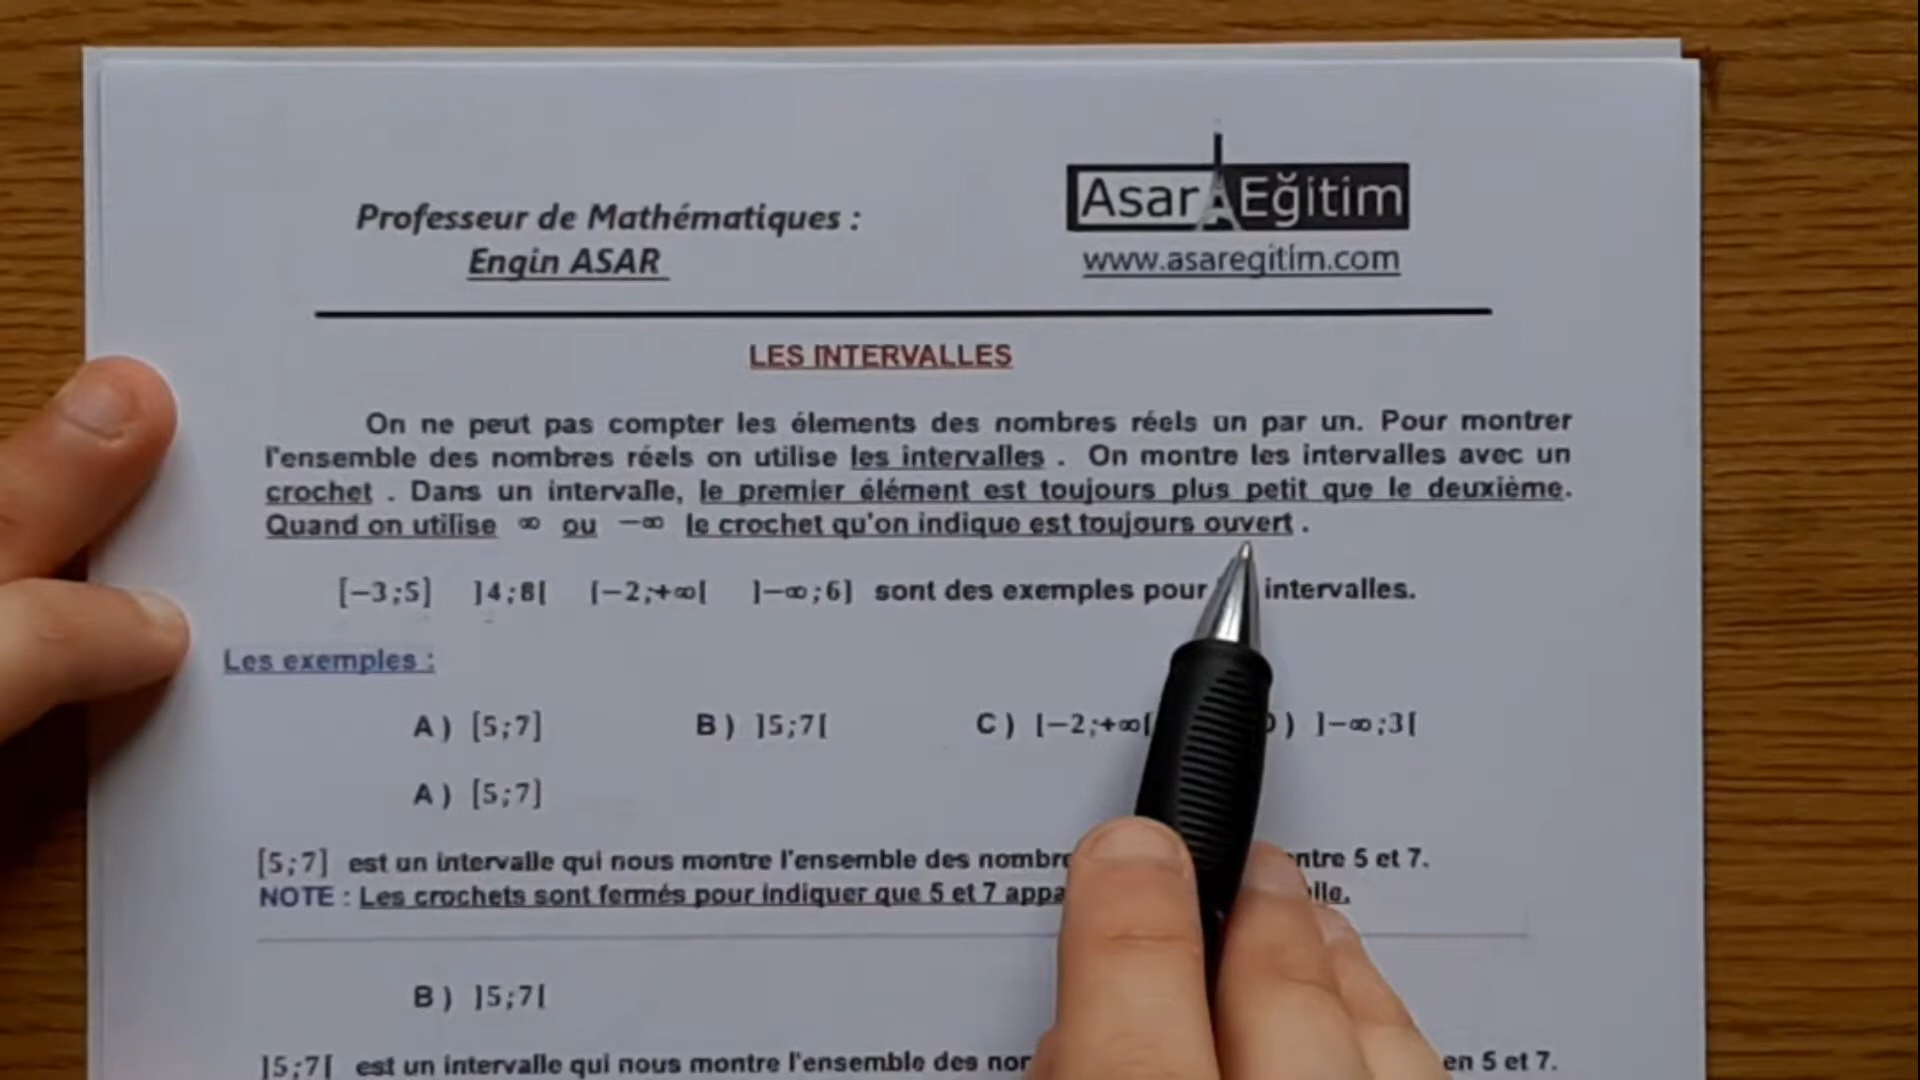 Professeur de Mathématiques :
Engin ASAR
Asar Eğitim
www.asaregitim.com
LES INTERVALLES
On ne peut pas compter les élements des nombres réels un par un. Pour montrer
l'ensemble des nombres réels on utilise les intervalles . On montre les intervalles avec un
crochet . Dans un intervalle, le premier élément est toujours plus petit que le deuxième.
Quand on utilise ∞ ou −∞ le crochet qu'on indique est toujours ouvert .
[−3;5] ]4;8[ [−2;+∞[ ]−∞;6] sont des exemples pour intervalles.
Les exemples :
A ) [5;7] B ) ]5;7[ C ) [−2;+∞[ ) ]−∞;3[
A ) [5;7]
[5;7] est un intervalle qui nous montre l'ensemble des 5 et 7.
NOTE : Les crochets sont fermés pour indiquer que 5 et 7
B ) ]5;7[
]5;7[ est un intervalle qui nous montre l'ensemble des en 5 et 7.